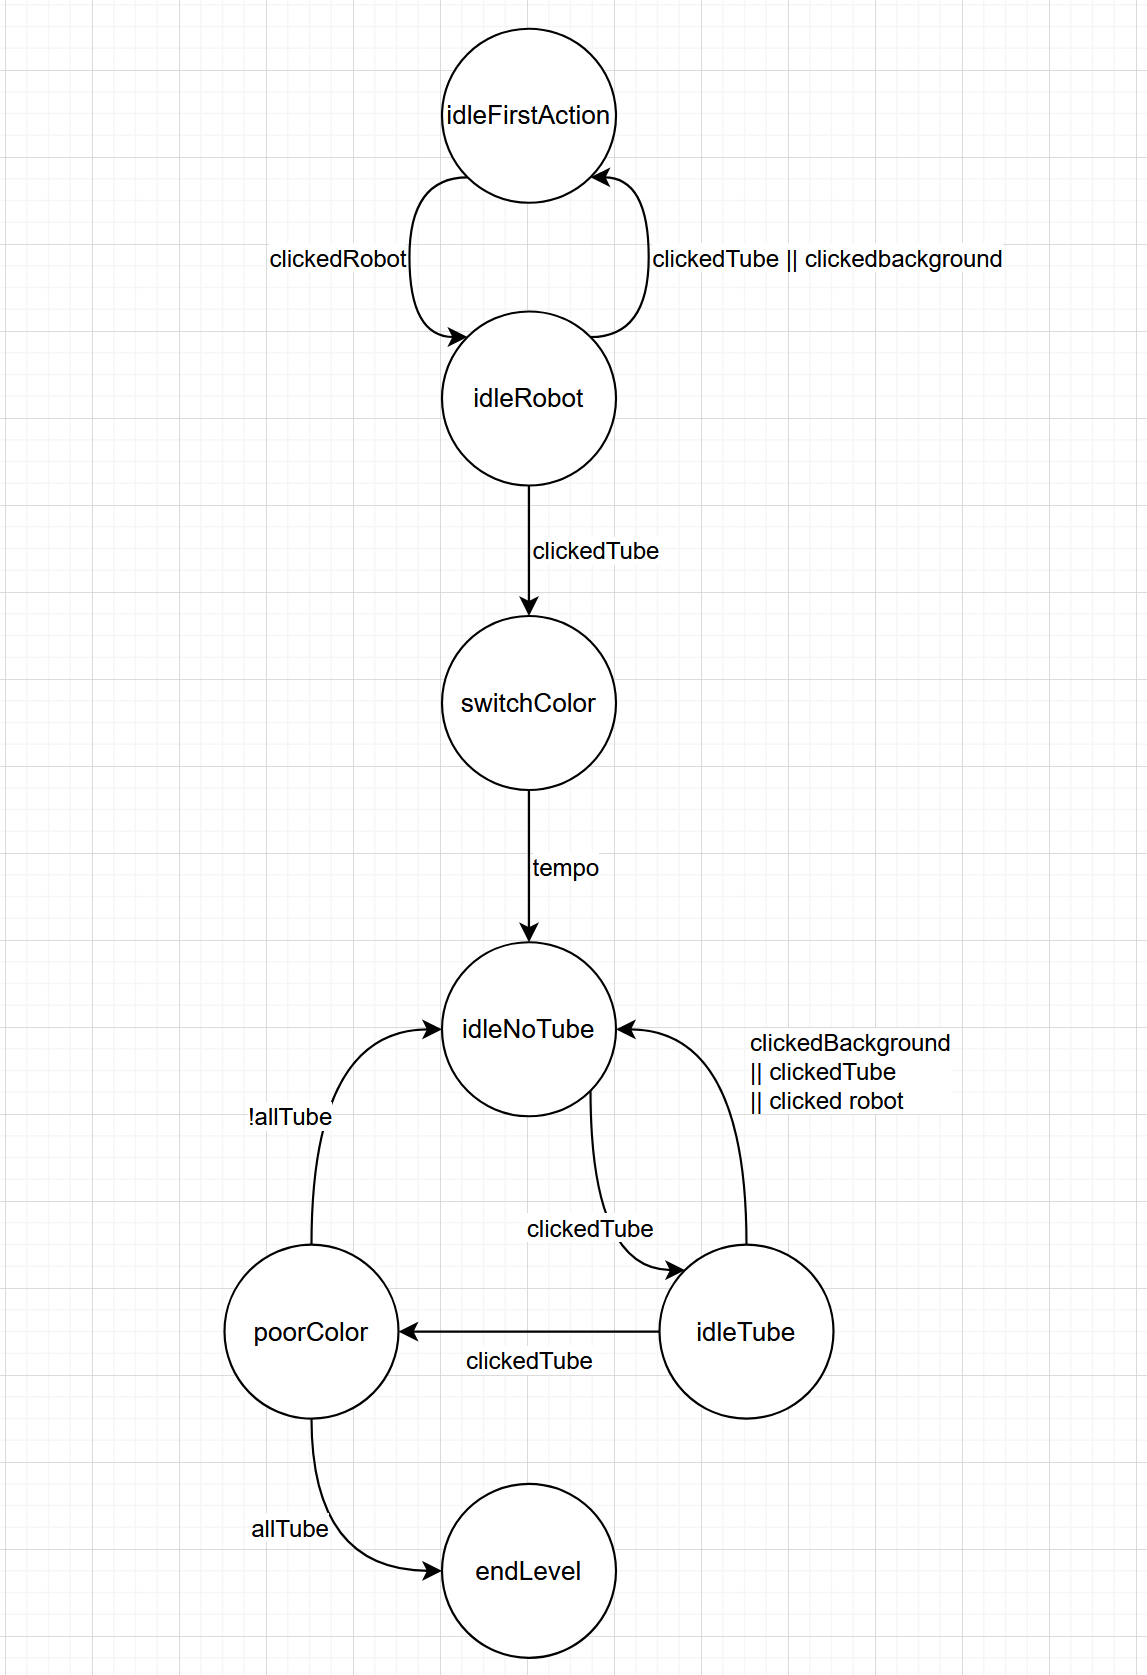 idleFirstAction
clickedRobot
clickedTube || clickedbackground
idleRobot
clickedTube
switchColor
tempo
idleNoTube
clickedBackground
|| clickedTube
|| clicked robot
!allTube
clickedTube
poorColor
idleTube
clickedTube
allTube
endLevel